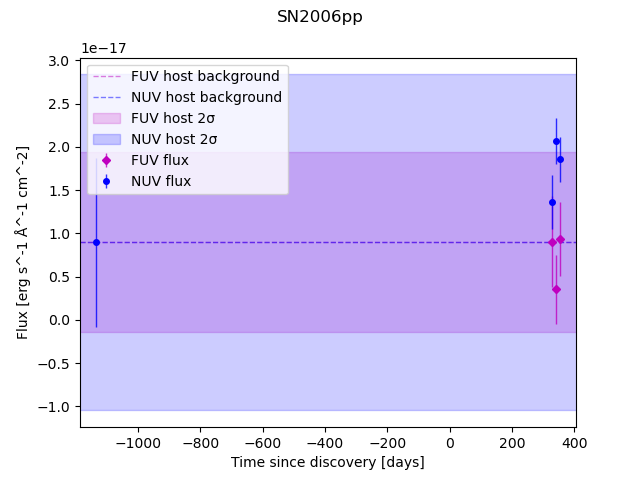 SN2006pp
1e−17
3.0
2.5
2.0
1.5
1.0
0.5
0.0
−0.5
−1.0
Flux [erg s^-1 Å^-1 cm^-2]
FUV host background
NUV host background
FUV host 2σ
NUV host 2σ
FUV flux
NUV flux
−1000 −800 −600 −400 −200 0 200 400
Time since discovery [days]